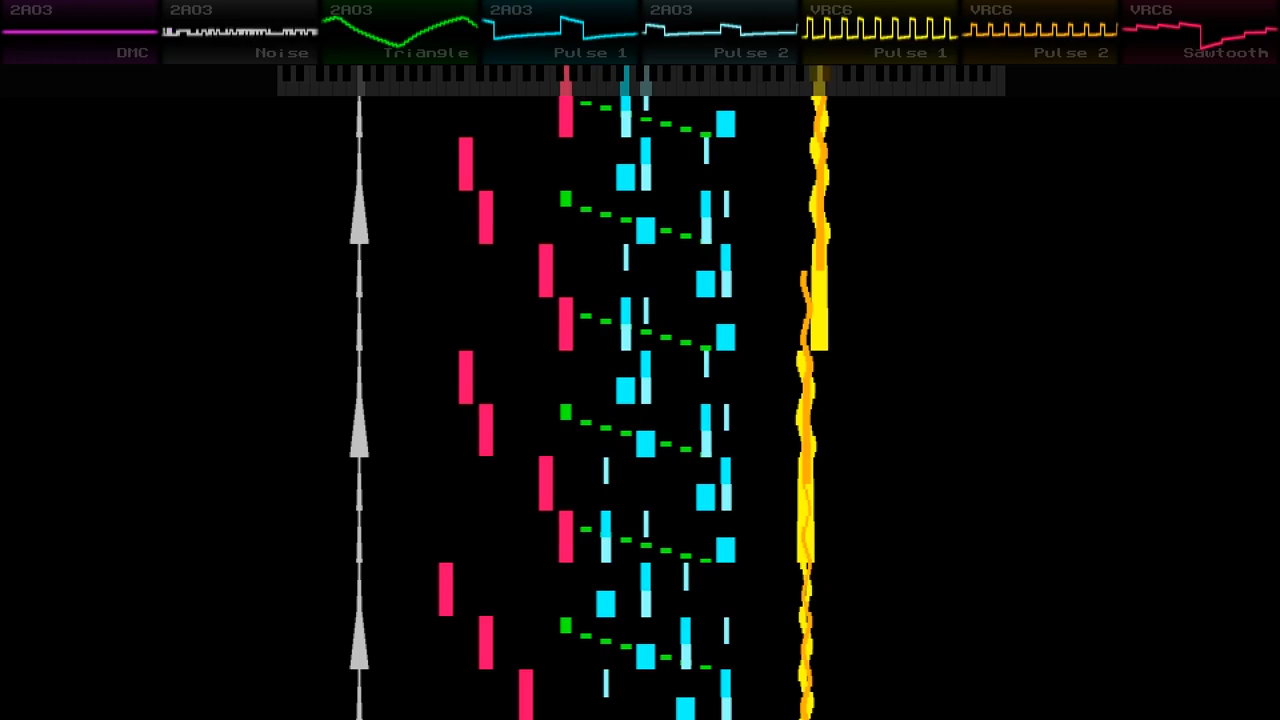 2A03 2A03 2A03 2A03 2A03 VRC6 VRC6 VRC6
DMC Noise Triangle Pulse 1 Pulse 2 Pulse 1 Pulse 2 Sawtooth